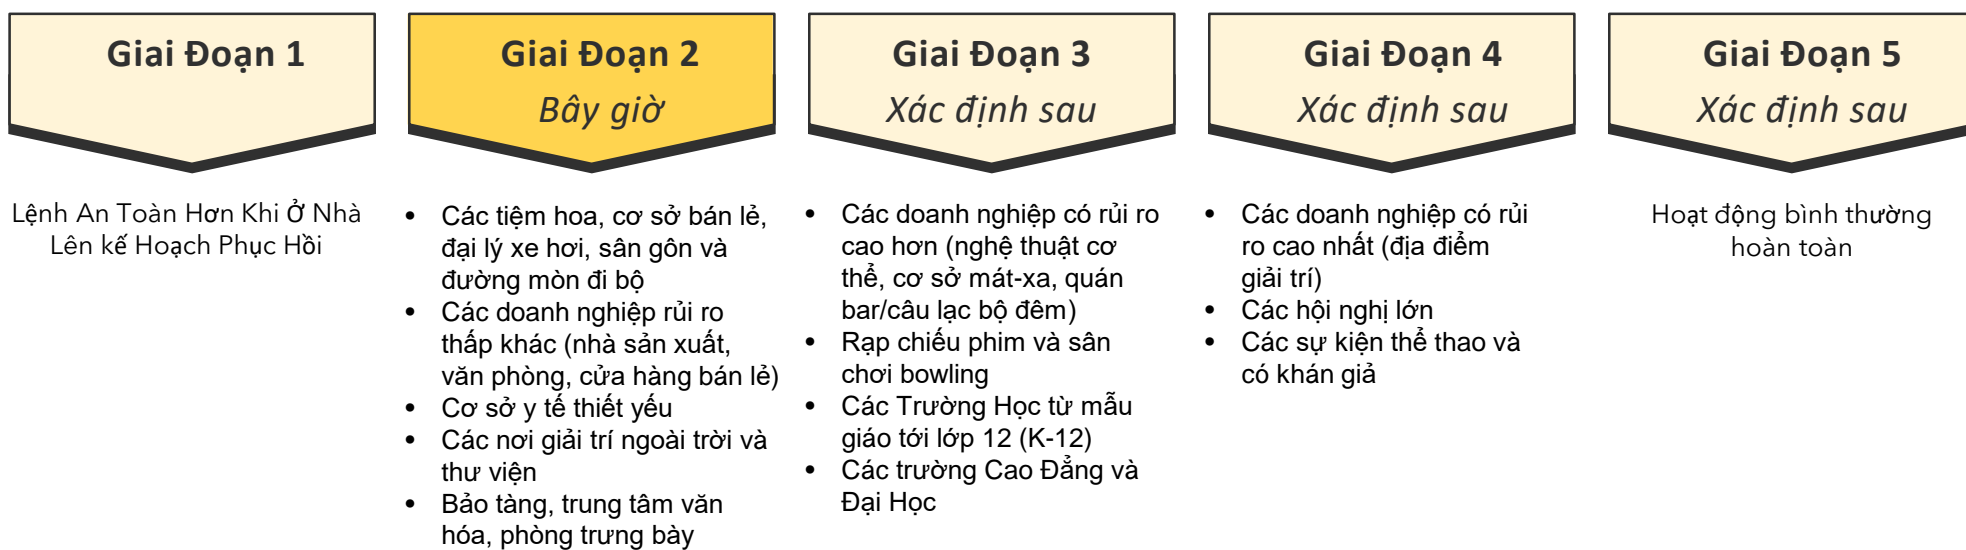 Giai Đoạn 1
Lệnh An Toàn Hơn Khi Ở Nhà
Lên kế Hoạch Phục Hồi
Giai Đoạn 2
Bây giờ
• Các tiệm hoa, cơ sở bán lẻ,
đại lý xe hơi, sân gôn và
đường mòn đi bộ
• Các doanh nghiệp rủi ro
thấp khác (nhà sản xuất,
văn phòng, cửa hàng bán lẻ)
• Cơ sở y tế thiết yếu
• Các nơi giải trí ngoài trời và
thư viện
• Bảo tàng, trung tâm văn
hóa, phòng trưng bày
Giai Đoạn 3
Xác định sau
• Các doanh nghiệp có rủi ro
cao hơn (nghệ thuật cơ
thể, cơ sở mát-xa, quán
bar/câu lạc bộ đêm)
• Rạp chiếu phim và sân
chơi bowling
• Các Trường Học từ mẫu
giáo tới lớp 12 (K-12)
• Các trường Cao Đẳng và
Đại Học
Giai Đoạn 4
Xác định sau
• Các doanh nghiệp có rủi
ro cao nhất (địa điểm
giải trí)
• Các hội nghị lớn
• Các sự kiện thể thao và
có khán giả
Giai Đoạn 5
Xác định sau
Hoạt động bình thường
hoàn toàn